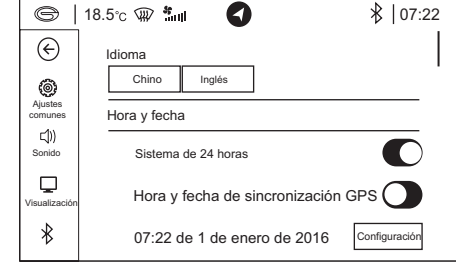 18.5°C
07:22
Idioma
Chino
Inglés
Ajustes
comunes
Hora y fecha
Sonido
Sistema de 24 horas
Visualización
Hora y fecha de sincronización GPS
07:22 de 1 de enero de 2016
Configuración